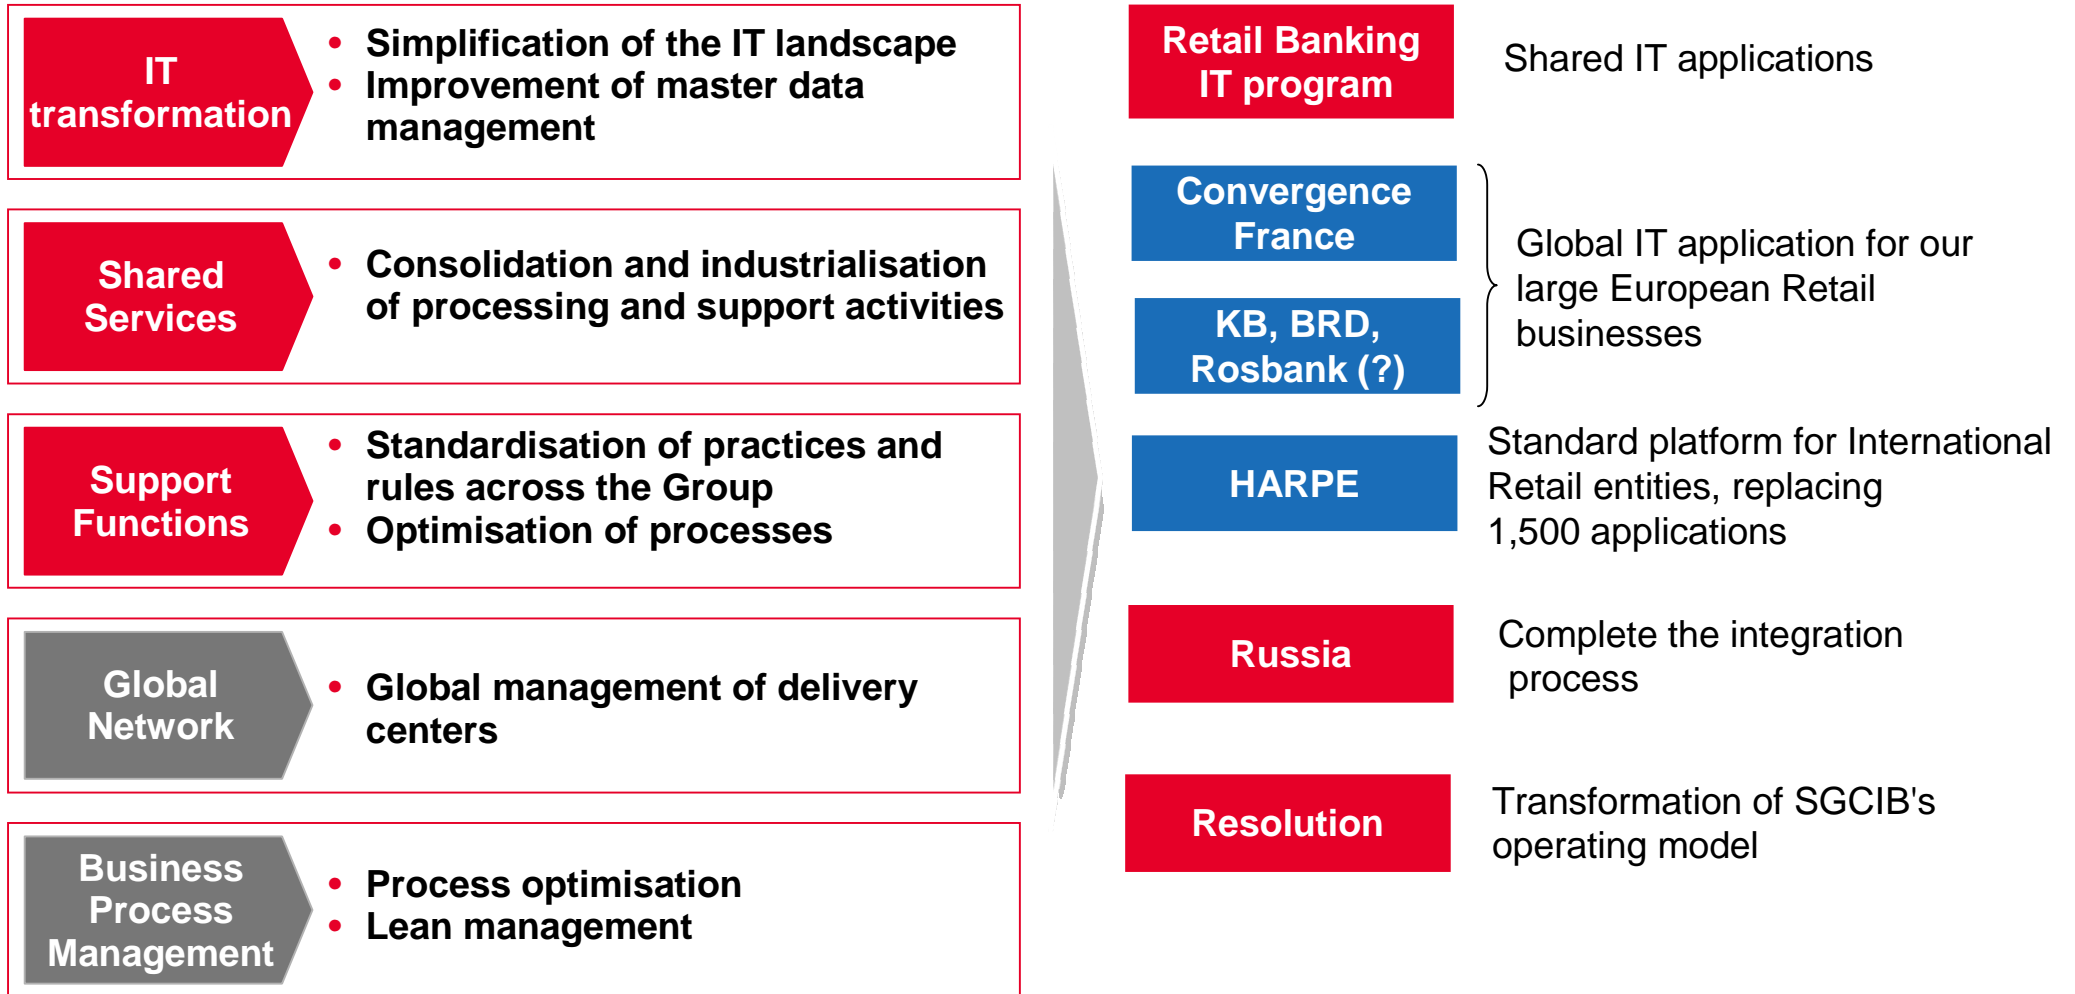 IT
transformation
• Simplification of the IT landscape
• Improvement of master data
management
Shared
Services
• Consolidation and industrialisation
of processing and support activities
Support
Functions
• Standardisation of practices and
rules across the Group
• Optimisation of processes
Global
Network
• Global management of delivery
centers
Business
Process
Management
• Process optimisation
• Lean management
Retail Banking
IT program
Shared IT applications
Convergence
France
KB, BRD,
Rosbank (?)
Global IT application for our
large European Retail
businesses
HARPE
Standard platform for International
Retail entities, replacing
1,500 applications
Russia
Complete the integration
process
Resolution
Transformation of SGCIB's
operating model